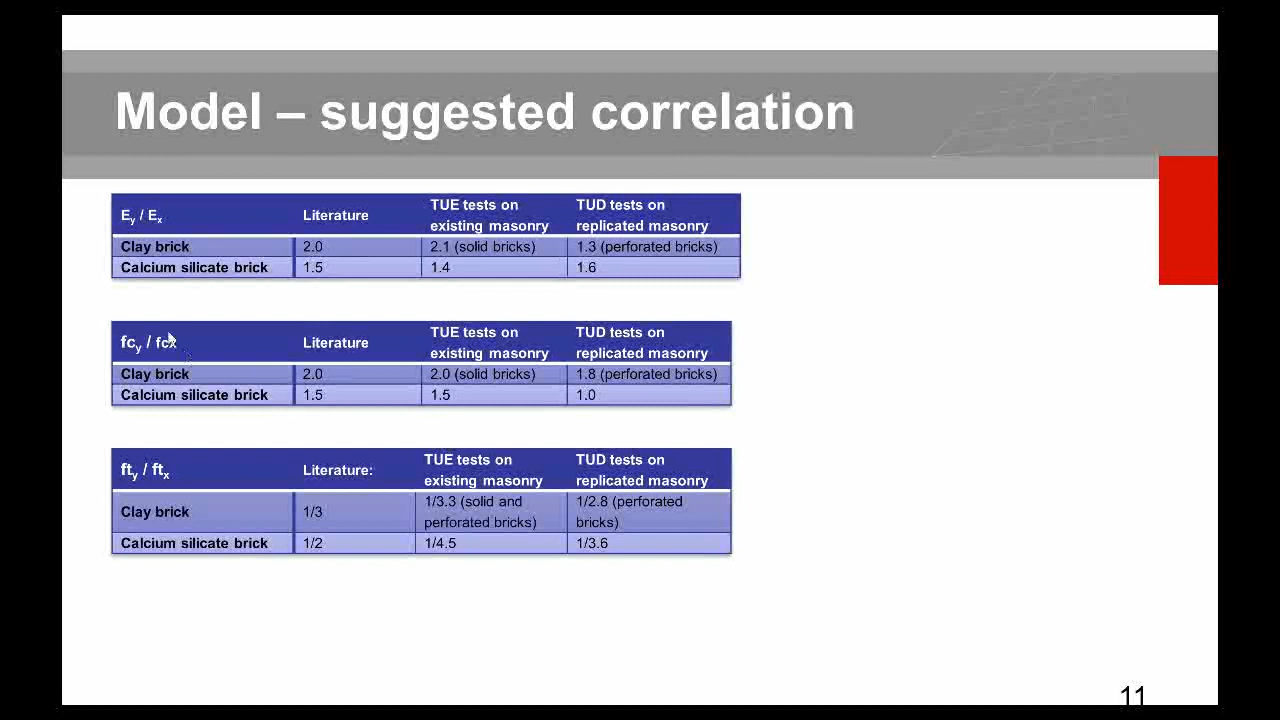 Model – suggested correlation
Ey / Ex Literature TUE tests on existing masonry TUD tests on replicated masonry
Clay brick 2.0 2.1 (solid bricks) 1.3 (perforated bricks)
Calcium silicate brick 1.5 1.4 1.6
fcy / fcx Literature TUE tests on existing masonry TUD tests on replicated masonry
Clay brick 2.0 2.0 (solid bricks) 1.8 (perforated bricks)
Calcium silicate brick 1.5 1.5 1.0
fty / ftx Literature: TUE tests on existing masonry TUD tests on replicated masonry
Clay brick 1/3 1/3.3 (solid and perforated bricks) 1/2.8 (perforated bricks)
Calcium silicate brick 1/2 1/4.5 1/3.6
11